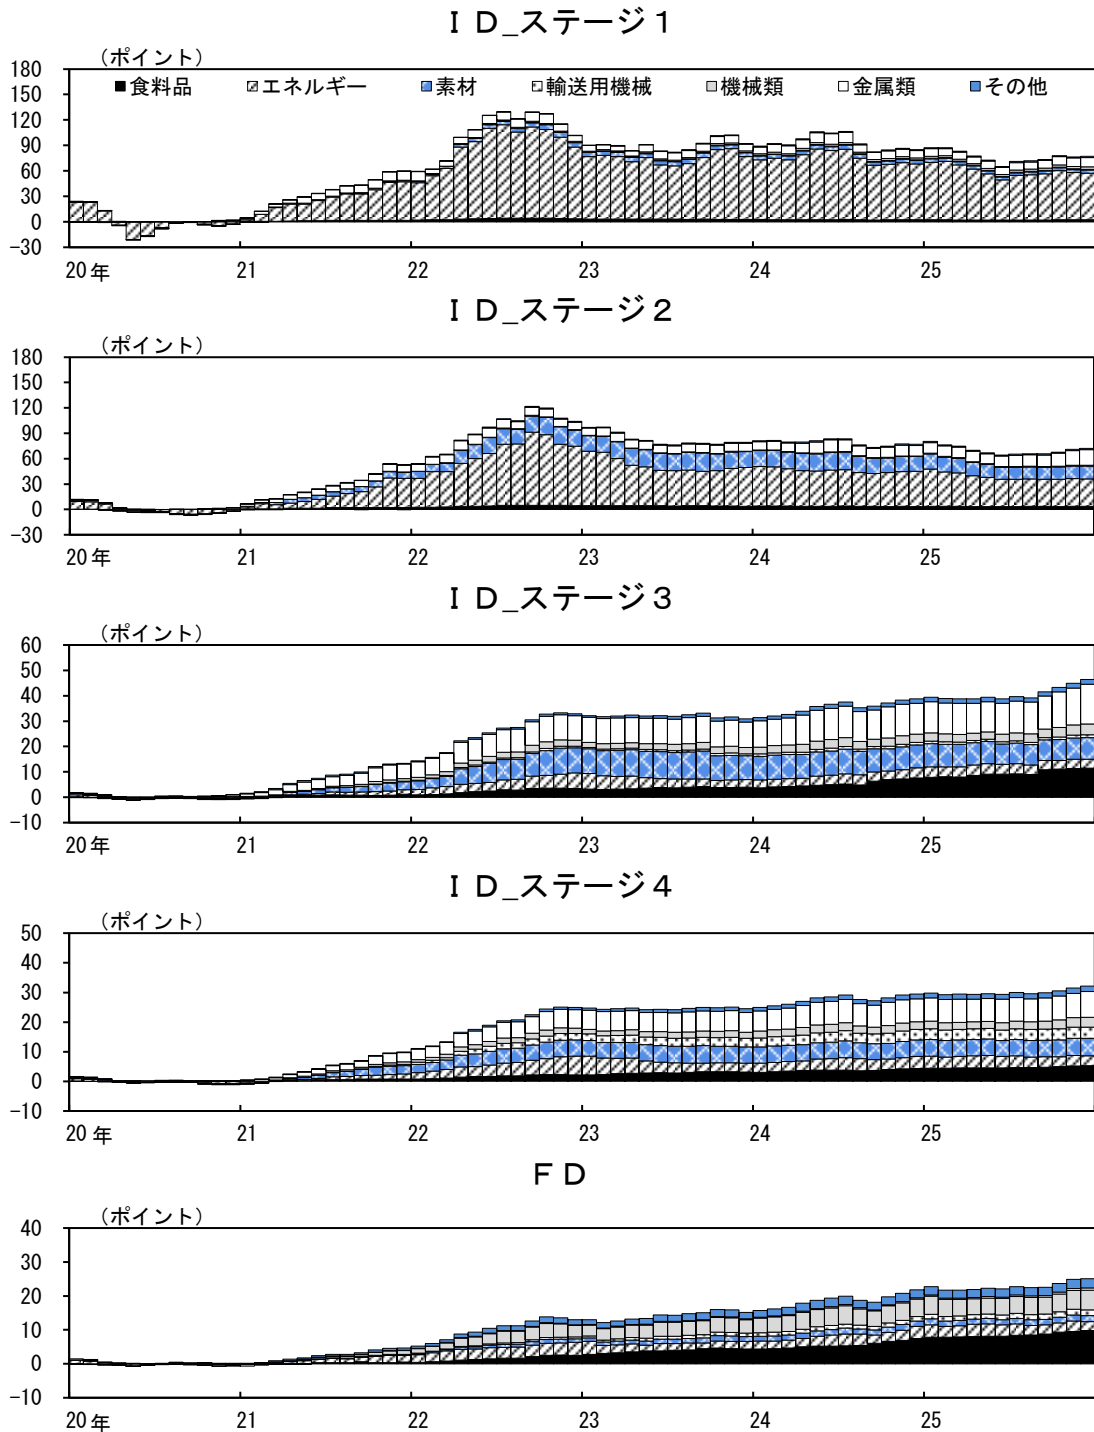 ＩＤ_ステージ１
（ポイント）
180
150
120
90
60
30
0
-30
■食料品 エネルギー 素材 輸送用機械 機械類 金属類 その他
20年 21 22 23 24 25
ＩＤ_ステージ２
（ポイント）
180
150
120
90
60
30
0
-30
20年 21 22 23 24 25
ＩＤ_ステージ３
（ポイント）
60
50
40
30
20
10
0
-10
20年 21 22 23 24 25
ＩＤ_ステージ４
（ポイント）
50
40
30
20
10
0
-10
20年 21 22 23 24 25
ＦＤ
（ポイント）
40
30
20
10
0
-10
20年 21 22 23 24 25